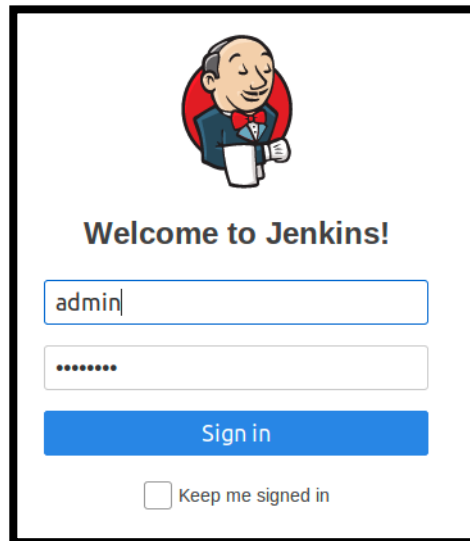 Welcome to Jenkins!
admin
••••••••
Sign in
Keep me signed in